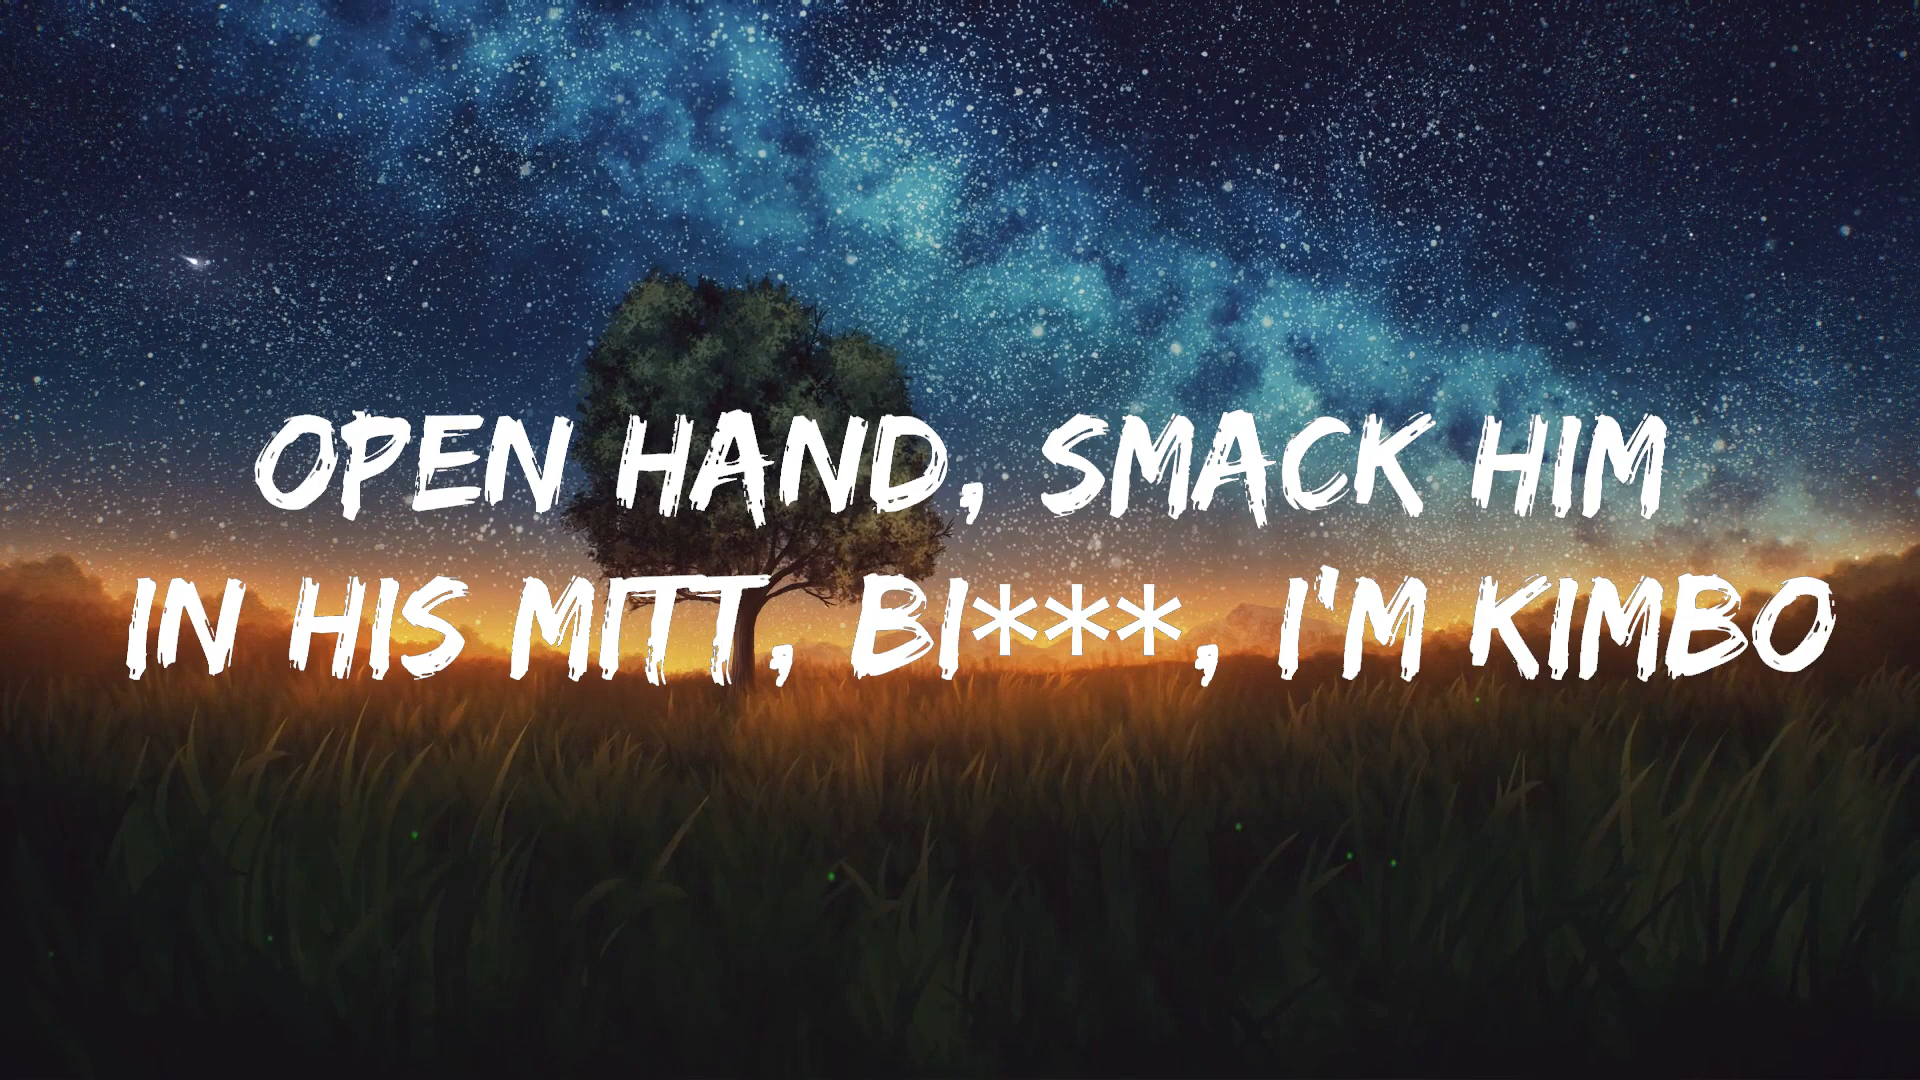 OPEN HAND, SMACK HIM
IN HIS MITT, BI***, I'M KIMBO